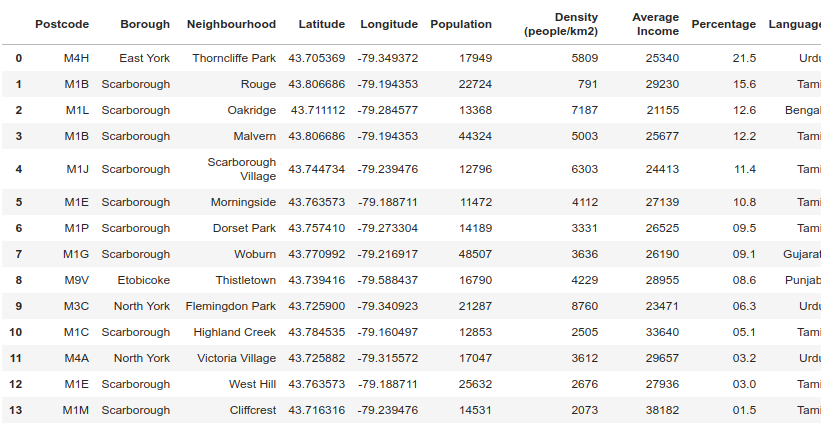 Postcode Borough Neighbourhood Latitude Longitude Population Density (people/km2) Average Income Percentage Languag
0 M4H East York Thorncliffe Park 43.705369 -79.349372 17949 5809 25340 21.5 Urdu
1 M1B Scarborough Rouge 43.806686 -79.194353 22724 791 29230 15.6 Tami
2 M1L Scarborough Oakridge 43.711112 -79.284577 13368 7187 21155 12.6 Bengal
3 M1B Scarborough Malvern 43.806686 -79.194353 44324 5003 25677 12.2 Tami
4 M1J Scarborough Scarborough Village 43.744734 -79.239476 12796 6303 24413 11.4 Tami
5 M1E Scarborough Morningside 43.763573 -79.188711 11472 4112 27139 10.8 Tami
6 M1P Scarborough Dorset Park 43.757410 -79.273304 14189 3331 26525 09.5 Tami
7 M1G Scarborough Woburn 43.770992 -79.216917 48507 3636 26190 09.1 Gujarat
8 M9V Etobicoke Thistletown 43.739416 -79.588437 16790 4229 28955 08.6 Punjab
9 M3C North York Flemingdon Park 43.725900 -79.340923 21287 8760 23471 06.3 Urdu
10 M1C Scarborough Highland Creek 43.784535 -79.160497 12853 2505 33640 05.1 Tami
11 M4A North York Victoria Village 43.725882 -79.315572 17047 3612 29657 03.2 Urdu
12 M1E Scarborough West Hill 43.763573 -79.188711 25632 2676 27936 03.0 Tami
13 M1M Scarborough Cliffcrest 43.716316 -79.239476 14531 2073 38182 01.5 Tami